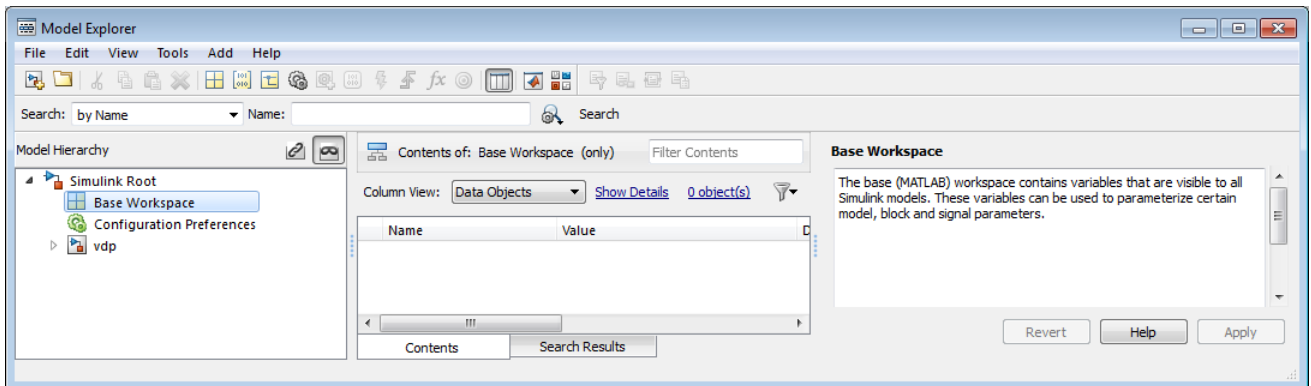 Model Explorer
File Edit View Tools Add Help
fx
Search: by Name Name: Search
Model Hierarchy
Simulink Root
Base Workspace
Configuration Preferences
vdp
Contents of: Base Workspace (only) Filter Contents
Column View: Data Objects Show Details 0 object(s)
Name Value D
Contents Search Results
Base Workspace
The base (MATLAB) workspace contains variables that are visible to all
Simulink models. These variables can be used to parameterize certain
model, block and signal parameters.
Revert Help Apply